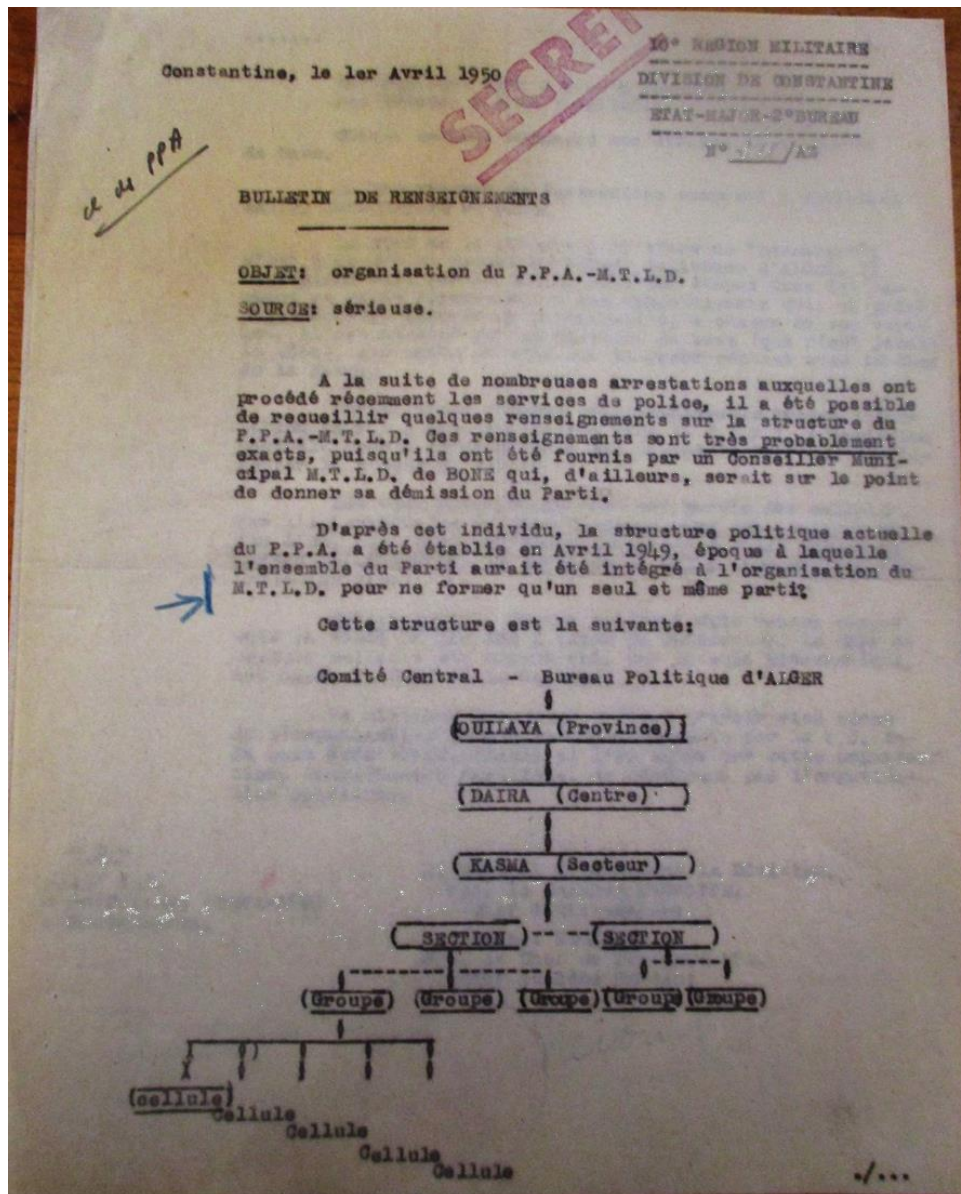 SECRET
10° REGION MILITAIRE
Constantine, le 1er Avril 1950
DIVISION DE CONSTANTINE
ETAT-MAJOR-2°BUREAU
N° /AS
de PPA
BULLETIN DE RENSEIGNEMENTS
OBJET: organisation du P.P.A.-M.T.L.D.
SOURCE: sérieuse.
A la suite de nombreuses arrestations auxquelles ont
procédé récemment les services de police, il a été possible
de recueillir quelques renseignements sur la structure du
P.P.A.-M.T.L.D. Ces renseignements sont très probablement
exacts, puisqu'ils ont été fournis par un Conseiller Muni-
cipal M.T.L.D. de BONE qui, d'ailleurs, serait sur le point
de donner sa démission du Parti.
D'après cet individu, la structure politique actuelle
du P.P.A. a été établie en Avril 1949, époque à laquelle
l'ensemble du Parti aurait été intégré à l'organisation du
M.T.L.D. pour ne former qu'un seul et même parti:
Cette structure est la suivante:
Comité Central - Bureau Politique d'ALGER
(OUILAYA (Province))
(DAIRA (Centre) )
(KASMA (Secteur) )
( SECTION )-- --(SECTION )
(Groupe) (Groupe) (Groupe) (Groupe) (Groupe)
(cellule)
Cellule
Cellule
Cellule
Cellule
./...